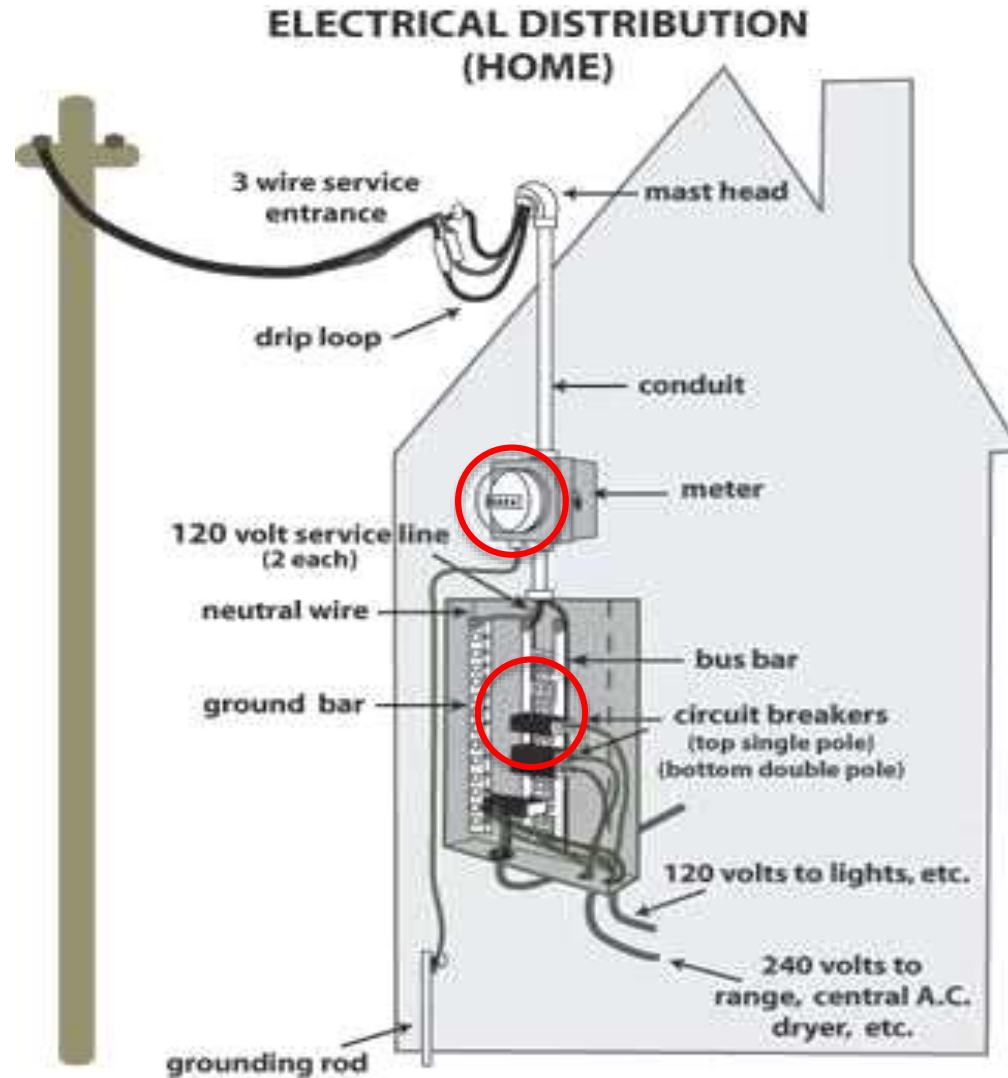 ELECTRICAL DISTRIBUTION
(HOME)
3 wire service
entrance
mast head
drip loop
conduit
meter
120 volt service line
(2 each)
neutral wire
bus bar
ground bar
circuit breakers
(top single pole)
(bottom double pole)
120 volts to lights, etc.
240 volts to
range, central A.C.
dryer, etc.
grounding rod